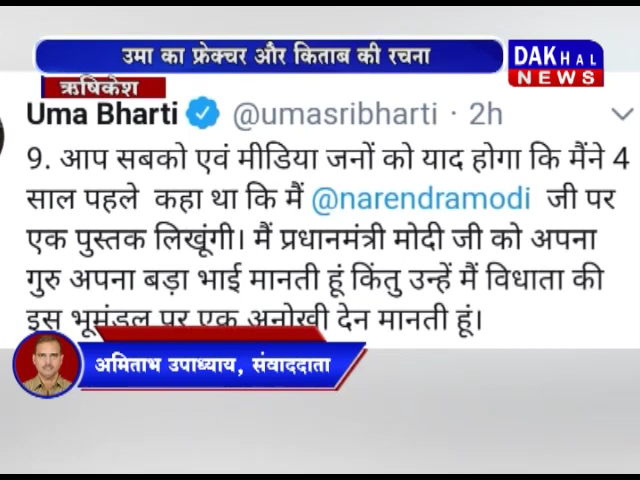 उमा का फ्रेक्चर और किताब की रचना
DAKHAL
NEWS
ऋषिकेश
Uma Bharti @umasribharti · 2h
9. आप सबको एवं मीडिया जनों को याद होगा कि मैंने 4
साल पहले कहा था कि मैं @narendramodi जी पर
एक पुस्तक लिखूंगी। मैं प्रधानमंत्री मोदी जी को अपना
गुरु अपना बड़ा भाई मानती हूं किंतु उन्हें मैं विधाता की
इस भूमंडल पर एक अनोखी देन मानती हूं।
अमिताभ उपाध्याय, संवाददाता